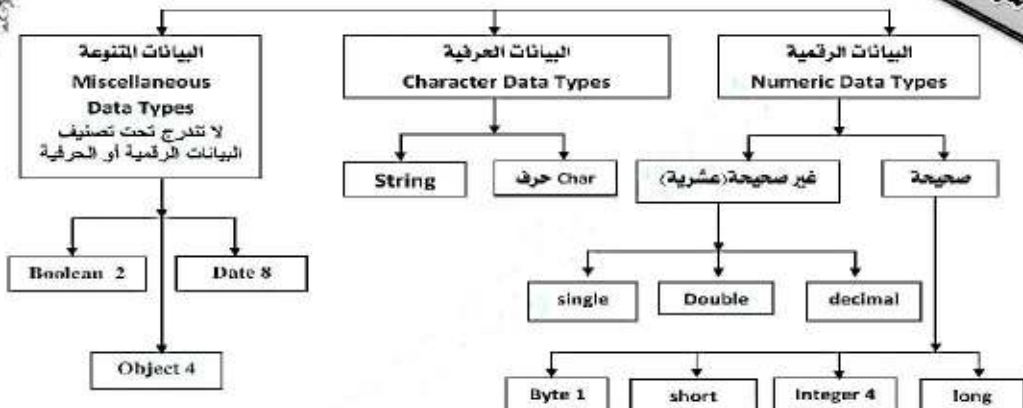 البيانات الرقمية
Numeric Data Types
البيانات الحرفية
Character Data Types
البيانات المتنوعة
Miscellaneous
Data Types
لا تندرج تحت تصنيف
البيانات الرقمية أو الحرفية
صحيحة
غير صحيحة(عشرية)
Char حرف
String
Date 8
Boolean 2
Object 4
decimal
Double
single
long
Integer 4
short
Byte 1